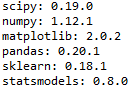 scipy: 0.19.0
numpy: 1.12.1
matplotlib: 2.0.2
pandas: 0.20.1
sklearn: 0.18.1
statsmodels: 0.8.0